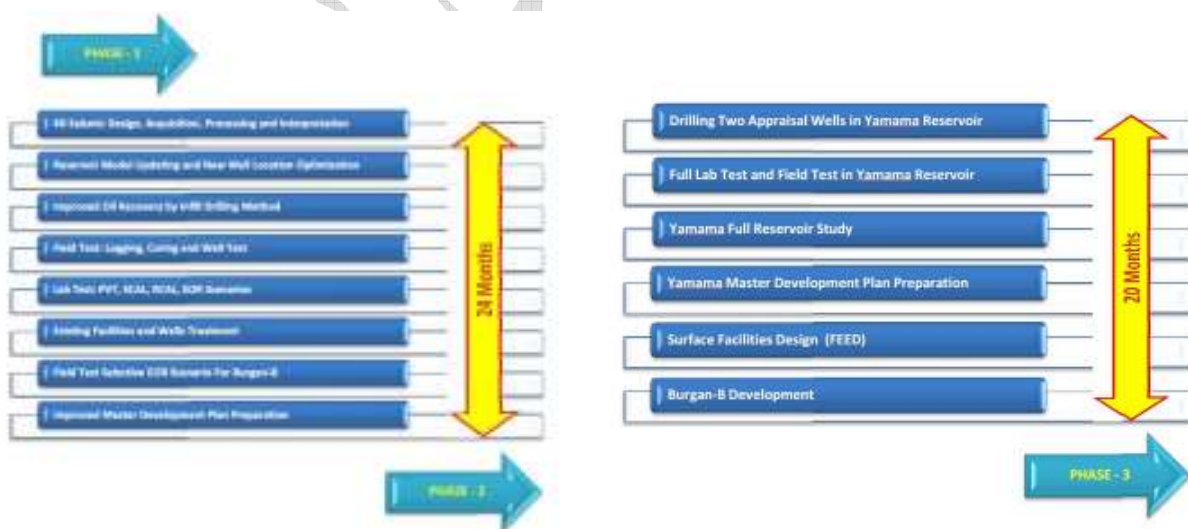 PHASE - 1
3D Seismic Design, Acquisition, Processing and Interpretation
Reservoir Model Updating and New Well Location Optimization
Improved Oil Recovery by Infill Drilling Method
Field Test: Logging, Coring and Well Test
Lab Test: PVT, SCAL, RCAL, EOR Scenarios
Existing Facilities and Wells Treatment
Field Test Selective EOR Scenario For Burgan-B
Improved Master Development Plan Preparation
24 Months
PHASE - 2
Drilling Two Appraisal Wells in Yamama Reservoir
Full Lab Test and Field Test in Yamama Reservoir
Yamama Full Reservoir Study
Yamama Master Development Plan Preparation
Surface Facilities Design (FEED)
Burgan-B Development
20 Months
PHASE - 3